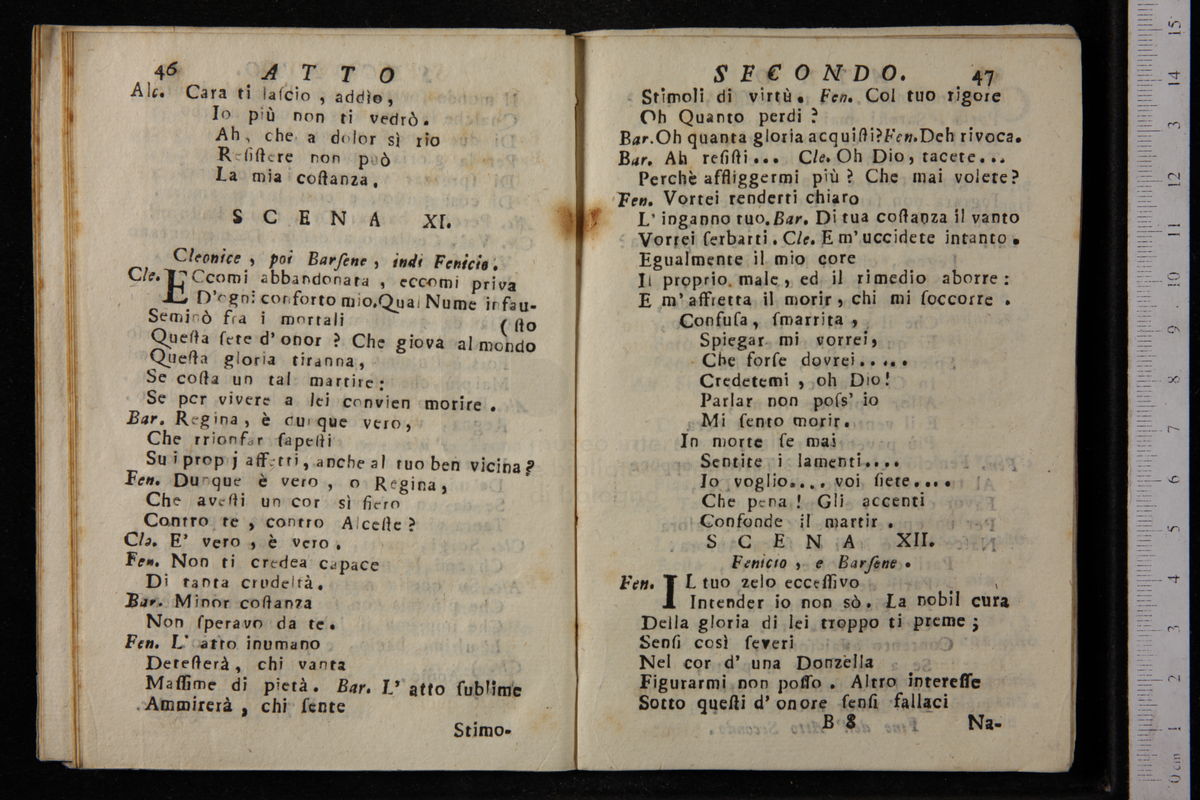 46 ATTO
Alc. Cara ti laſcio, addìo,
Io più non ti vedrò.
Ah, che a dolor sì rio
Reſiſtere non può
La mia coſtanza.
SCENA XI.
Cleonice, poi Barſene, indi Fenicio.
Cle. ECcomi abbandonata, eccomi priva
D'ogni conforto mio. Qual Nume infau-
Seminò fra i mortali (ſto
Queſta ſete d'onor? Che giova al mondo
Queſta gloria tiranna,
Se coſta un tal martire:
Se per vivere a lei convien morire.
Bar. Regina, è dunque vero,
Che trionfar ſapeſti
Su i proprj affetti, anche al tuo ben vicina?
Fen. Dunque è vero, o Regina,
Che aveſti un cor sì fiero
Contro te, contro Alceſte?
Cle. E' vero, è vero.
Fen. Non ti credea capace
Di tanta crudeltà.
Bar. Minor coſtanza
Non ſperavo da te.
Fen. L'atto inumano
Deteſterà, chi vanta
Maſſime di pietà. Bar. L'atto ſublime
Ammirerà, chi ſente
Stimo-
SECONDO. 47
Stimoli di virtù. Fen. Col tuo rigore
Oh Quanto perdi?
Bar. Oh quanta gloria acquiſti? Fen. Deh rivoca.
Bar. Ah reſiſti... Cle. Oh Dio, tacete...
Perchè affliggermi più? Che mai volete?
Fen. Vorrei renderti chiaro
L'inganno tuo. Bar. Di tua coſtanza il vanto
Vorrei ſerbarti. Cle. E m'uccidete intanto.
Egualmente il mio core
Il proprio male, ed il rimedio aborre:
E m'affretta il morir, chi mi ſoccorre.
Confuſa, ſmarrita,
Spiegar mi vorrei,
Che forſe dovrei.....
Credetemi, oh Dio!
Parlar non poſs' io
Mi ſento morir.
In morte ſe mai
Sentite i lamenti....
Io voglio.... voi ſiete....
Che pena! Gli accenti
Confonde il martir.
SCENA XII.
Fenicio, e Barſene.
Fen. IL tuo zelo ecceſſivo
Intender io non sò. La nobil cura
Della gloria di lei troppo ti preme;
Senſi così ſeveri
Nel cor d'una Donzella
Figurarmi non poſſo. Altro intereſſe
Sotto queſti d'onore ſenſi fallaci
B 8 Na-